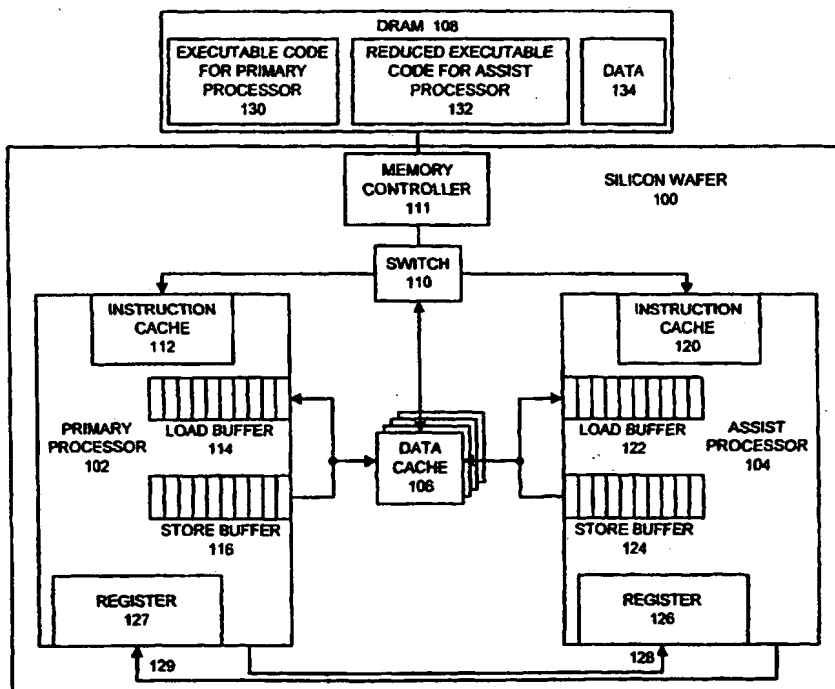 DRAM 108
EXECUTABLE CODE
FOR PRIMARY
PROCESSOR
130
REDUCED EXECUTABLE
CODE FOR ASSIST
PROCESSOR
132
DATA
134
MEMORY
CONTROLLER
111
SILICON WAFER
100
SWITCH
110
INSTRUCTION
CACHE
112
INSTRUCTION
CACHE
120
PRIMARY
PROCESSOR
102
LOAD BUFFER
114
STORE BUFFER
116
DATA
CACHE
106
LOAD BUFFER
122
ASSIST
PROCESSOR
104
STORE BUFFER
124
REGISTER
127
REGISTER
126
129
128